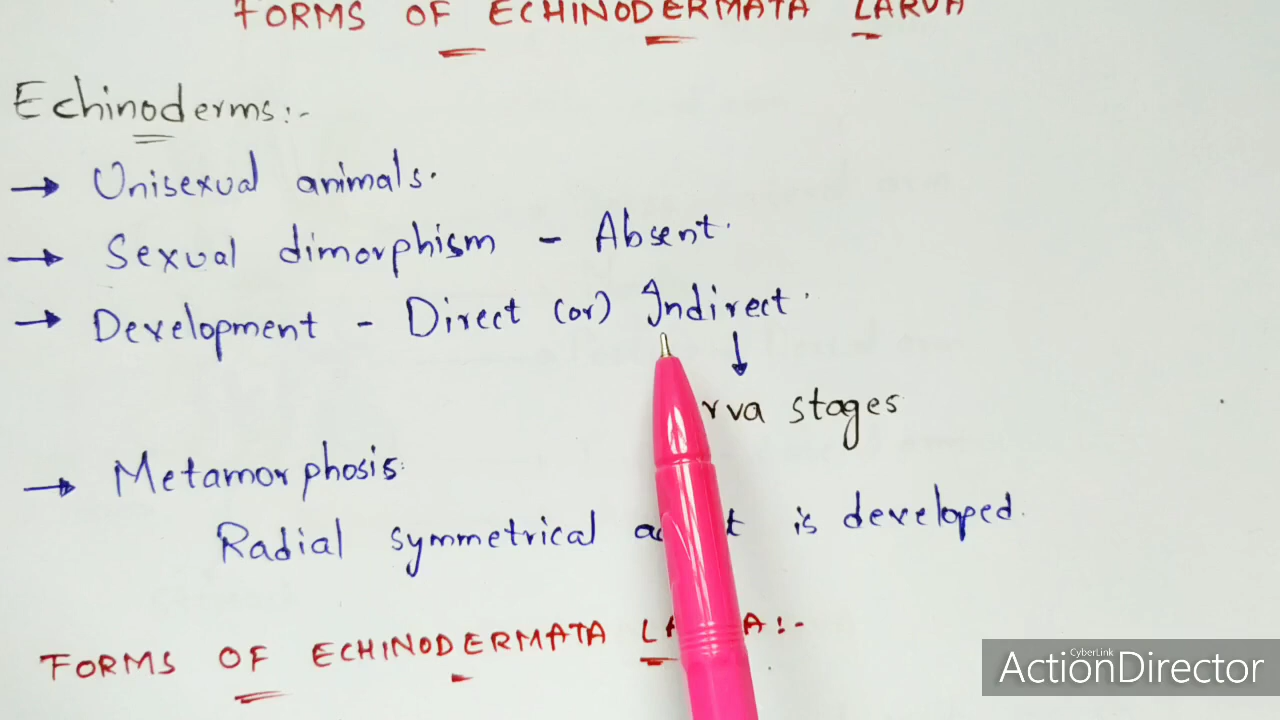 FORMS OF ECHINODERMATA LARVA
Echinoderms:-
→ Unisexual animals.
→ Sexual dimorphism - Absent.
→ Development - Direct (or) Indirect.
↓
rva stages
→ Metamorphosis:
Radial symmetrical is developed.
FORMS OF ECHINODERMATA L A:-
CyberLink
ActionDirector